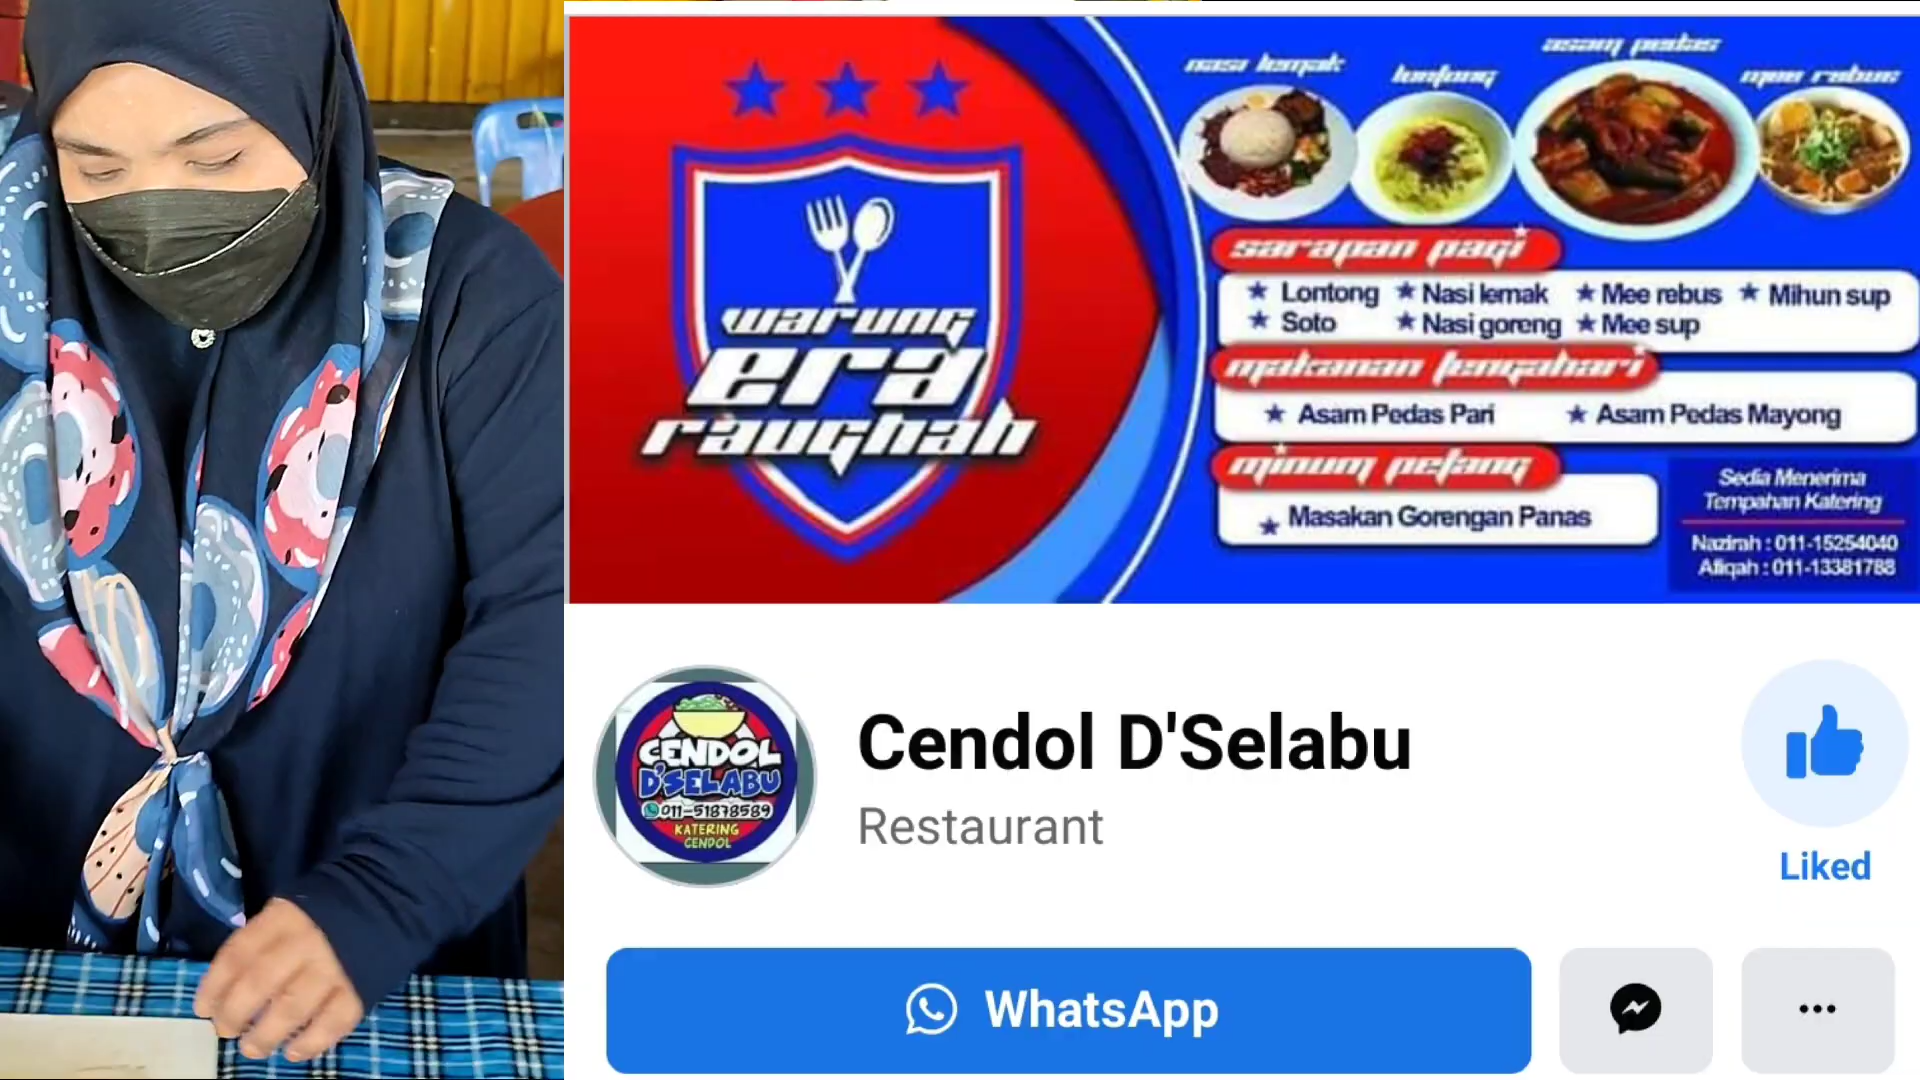 nasi lemak
lontong
asam pedas
mee rebus
warung
era
raughah
sarapan pagi
Lontong Nasi lemak Mee rebus Mihun sup
Soto Nasi goreng Mee sup
makanan tengahari
Asam Pedas Pari Asam Pedas Mayong
minum petang
Masakan Gorengan Panas
Sedia Menerima
Tempahan Katering
Nazirah : 011-15254040
Afiqah : 011-13381788
CENDOL
D'SELABU
011-51878589
KATERING
CENDOL
Cendol D'Selabu
Restaurant
Liked
WhatsApp